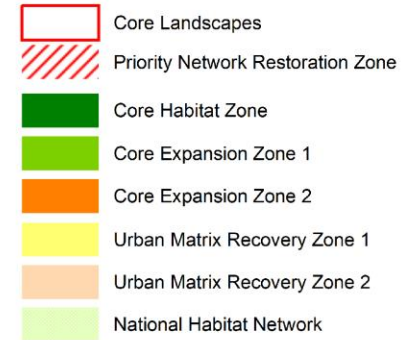 Core Landscapes
Priority Network Restoration Zone
Core Habitat Zone
Core Expansion Zone 1
Core Expansion Zone 2
Urban Matrix Recovery Zone 1
Urban Matrix Recovery Zone 2
National Habitat Network